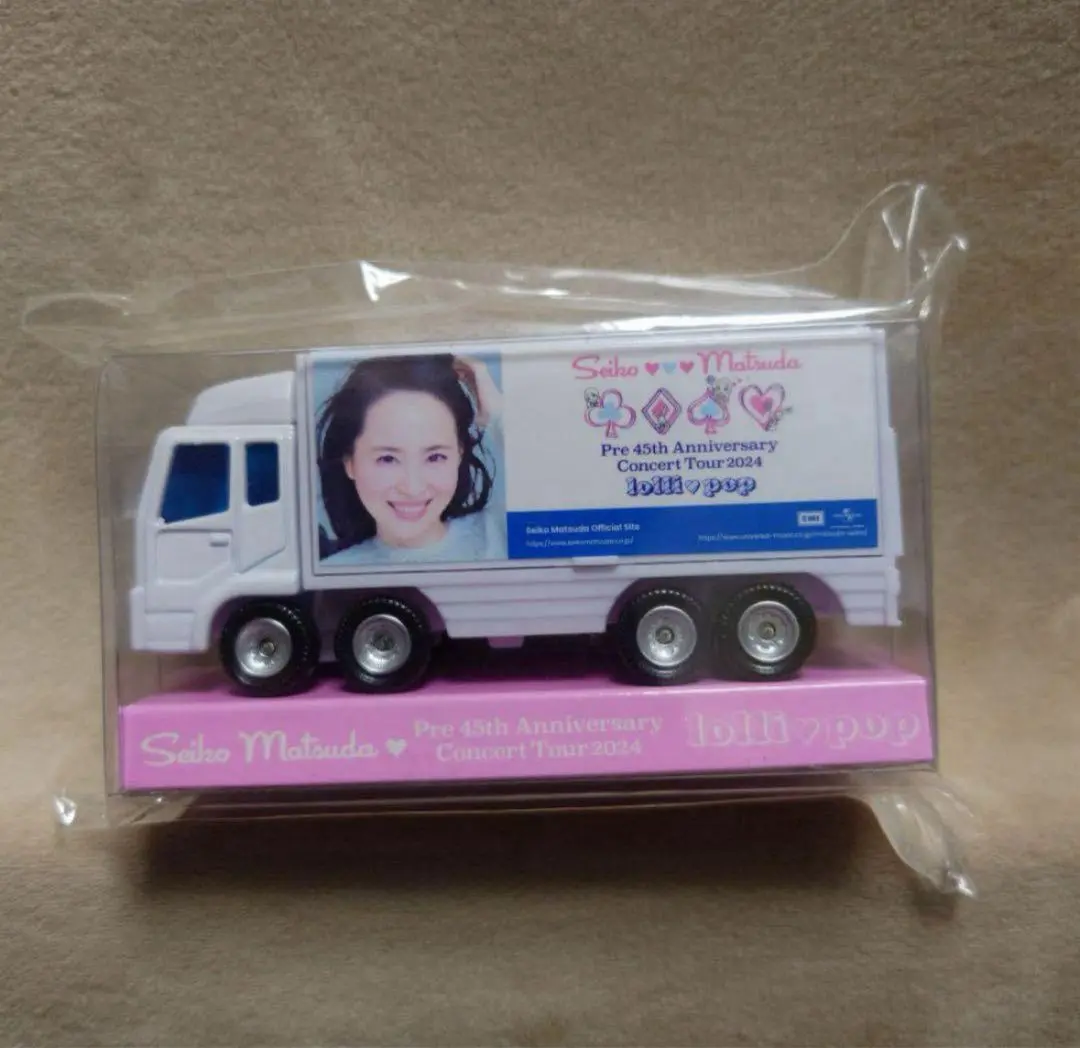 Seiko Matsuda
Pre 45th Anniversary
Concert Tour 2024
lolli pop
Seiko Matsuda Official Site
EMI
Seiko Matsuda
Pre 45th Anniversary
Concert Tour 2024
lolli pop